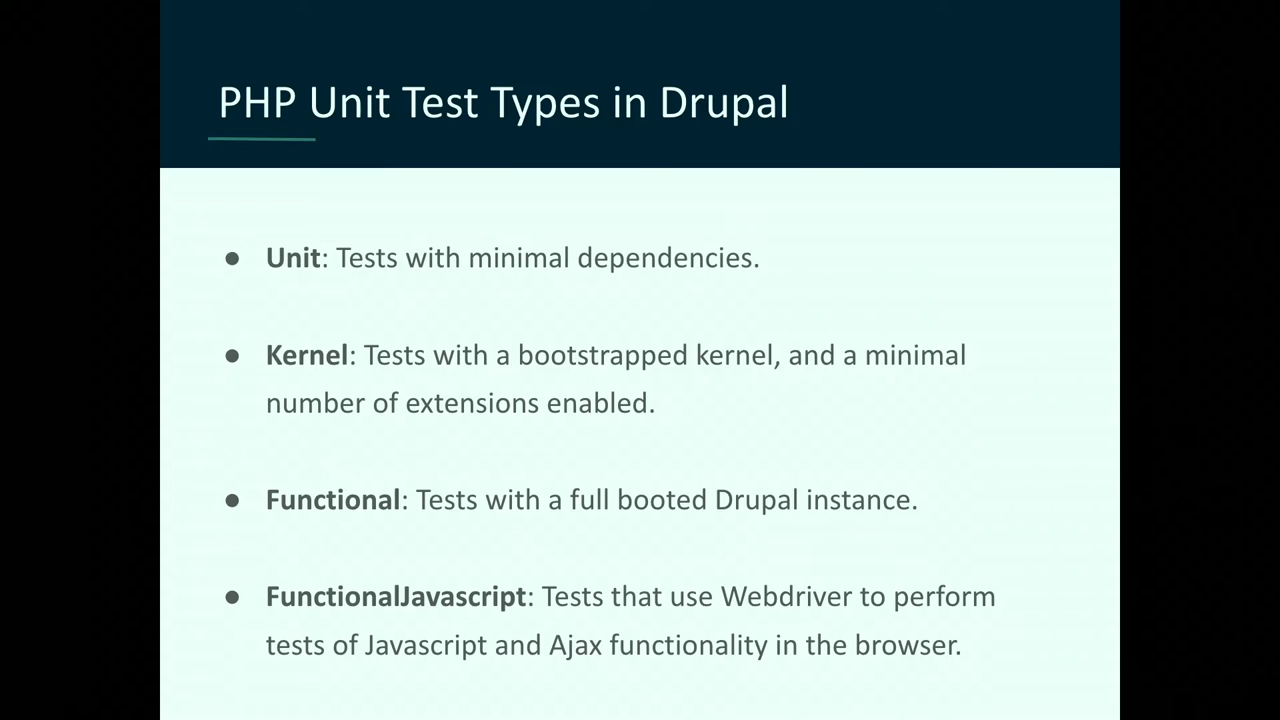 PHP Unit Test Types in Drupal
● Unit: Tests with minimal dependencies.
● Kernel: Tests with a bootstrapped kernel, and a minimal
number of extensions enabled.
● Functional: Tests with a full booted Drupal instance.
● FunctionalJavascript: Tests that use Webdriver to perform
tests of Javascript and Ajax functionality in the browser.